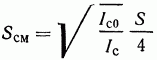 S_см = √(I_c0 / I_c) S / 4